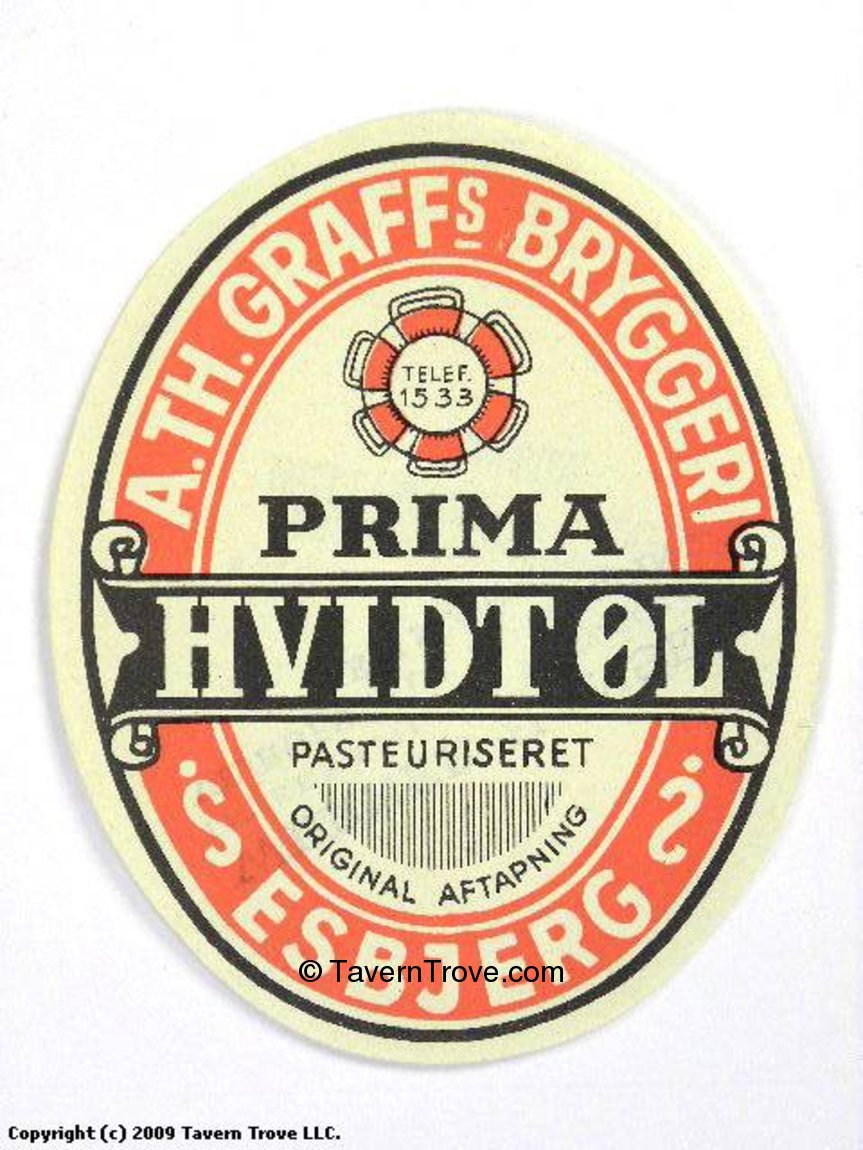 A. TH. GRAFFS BRYGGERI
TELEF.
1533
PRIMA
HVIDTØL
PASTEURISERET
ORIGINAL AFTAPNING
ESBJERG
© TavernTrove.com
Copyright (c) 2009 Tavern Trove LLC.